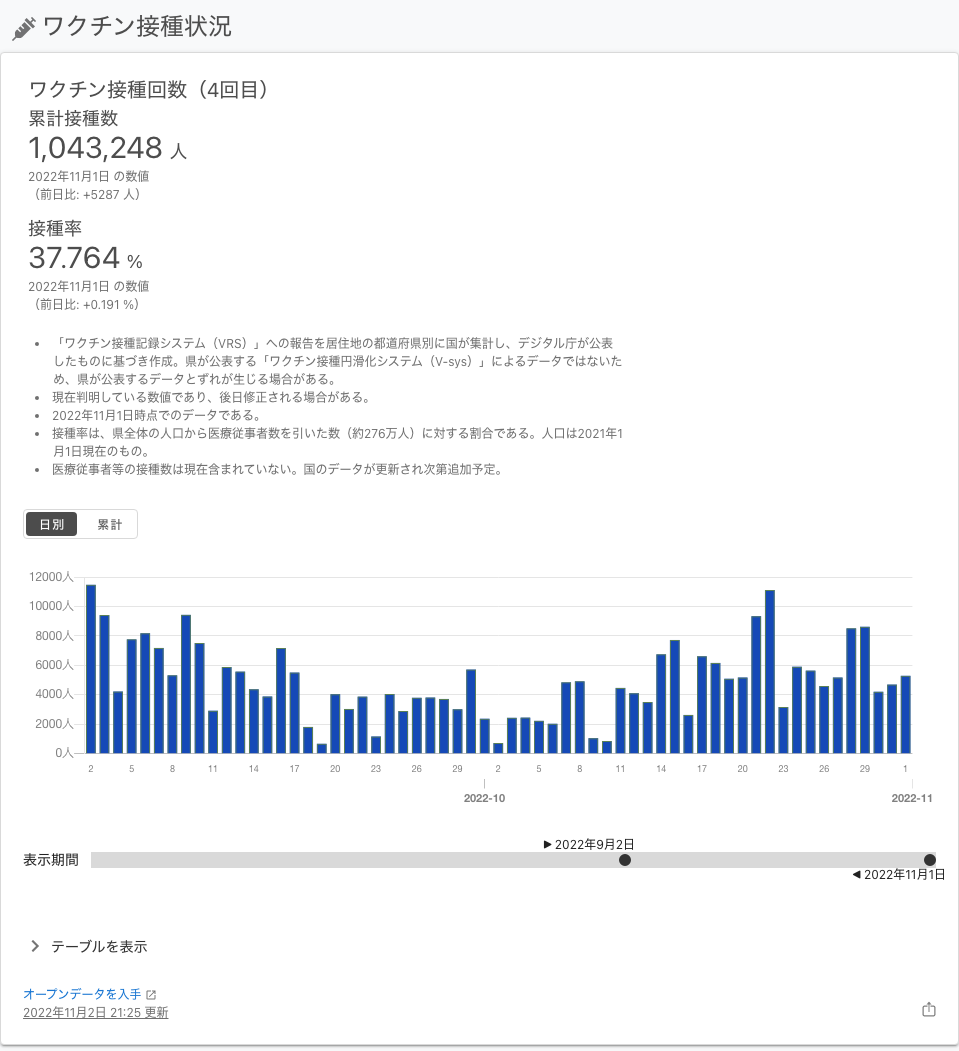 ワクチン接種状況
ワクチン接種回数（4回目）
累計接種数
1,043,248 人
2022年11月1日 の数値
（前日比: +5287 人）
接種率
37.764 %
2022年11月1日 の数値
（前日比: +0.191 %）
• 「ワクチン接種記録システム（VRS）」への報告を居住地の都道府県別に国が集計し、デジタル庁が公表
したものに基づき作成。県が公表する「ワクチン接種円滑化システム（V-sys）」によるデータではないた
め、県が公表するデータとずれが生じる場合がある。
• 現在判明している数値であり、後日修正される場合がある。
• 2022年11月1日時点でのデータである。
• 接種率は、県全体の人口から医療従事者数を引いた数（約276万人）に対する割合である。人口は2021年1
月1日現在のもの。
• 医療従事者等の接種数は現在含まれていない。国のデータが更新され次第追加予定。
日別 累計
12000人
10000人
8000人
6000人
4000人
2000人
0人
2 5 8 11 14 17 20 23 26 29 2 5 8 11 14 17 20 23 26 29 1
2022-10 2022-11
▶ 2022年9月2日
表示期間
◀ 2022年11月1日
テーブルを表示
オープンデータを入手
2022年11月2日 21:25 更新